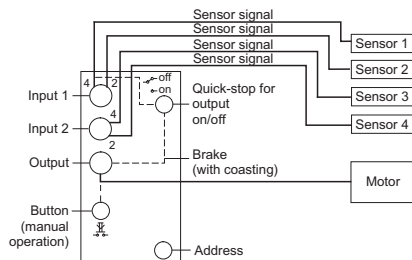 Sensor signal
Sensor signal
Sensor signal
Sensor signal
Sensor 1
Sensor 2
Sensor 3
Sensor 4
4
2
off
on
Input 1
Quick-stop for
output
on/off
4
Input 2
2
Output
Brake
(with coasting)
Motor
Button
(manual
operation)
Address